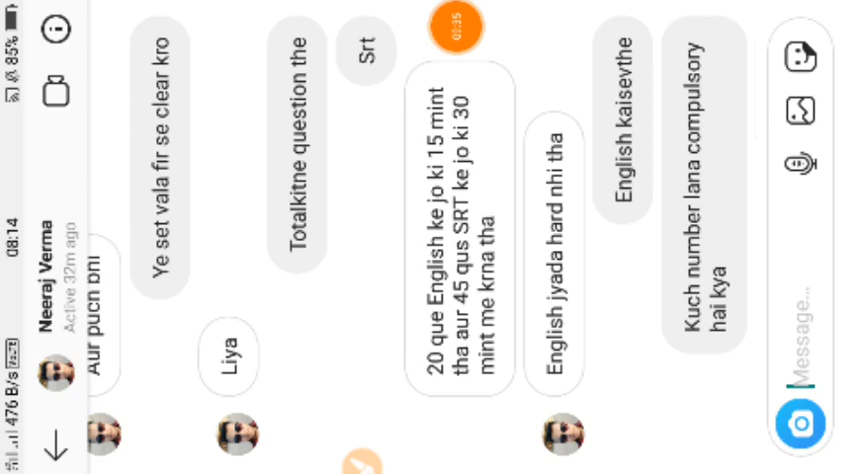 476 B/s VoLTE 08:14 85%
Neeraj Verma
Active 32m ago
Aur puch bhi
Ye set vala fir se clear kro
Liya
Totalkitne question the
Srt
20 que English ke jo ki 15 mint
tha aur 45 qus SRT ke jo ki 30
mint me krna tha
English jyada hard nhi tha
English kaisevthe
Kuch number lana compulsory
hai kya
Message...